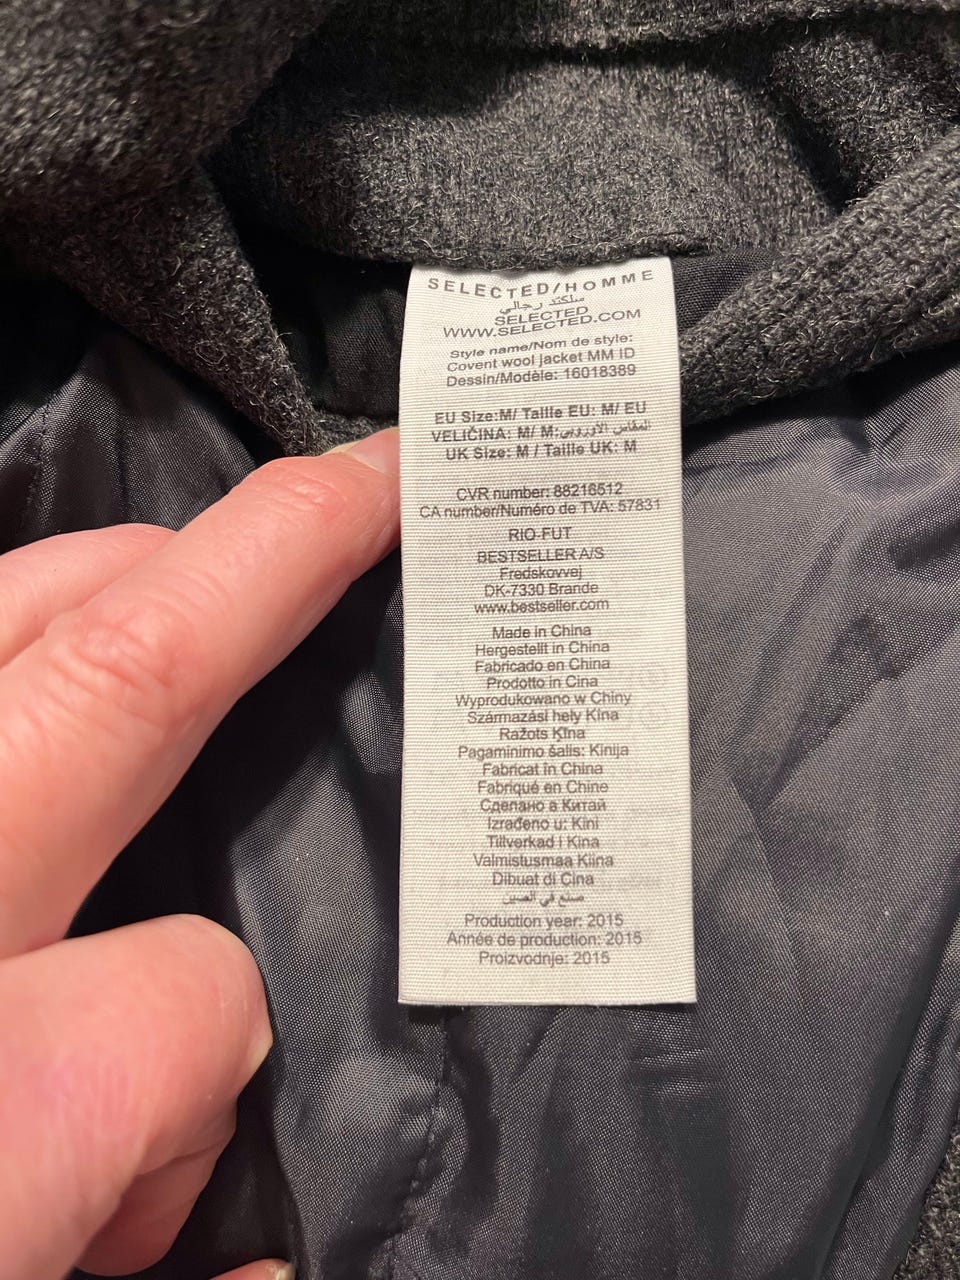 SELECTED/HOMME
سلكتد رجالي
SELECTED
WWW.SELECTED.COM
Style name/Nom de style:
Covent wool jacket MM ID
Dessin/Modèle: 16018389
EU Size:M/ Taille EU: M/ EU
VELIČINA: M/ M:المقاس الأوروبي
UK Size: M / Taille UK: M
CVR number: 88216512
CA number/Numéro de TVA: 57831
RIO-FUT
BESTSELLER A/S
Fredskovvej
DK-7330 Brande
www.bestseller.com
Made in China
Hergestellt in China
Fabricado en China
Prodotto in Cina
Wyprodukowano w Chiny
Származási hely Kína
Ražots Ķīna
Pagaminimo šalis: Kinija
Fabricat în China
Fabriqué en Chine
Сделано в Китай
Izrađeno u: Kini
Tillverkad i Kina
Valmistusmaa Kiina
Dibuat di Cina
صنع في الصين
Production year: 2015
Année de production: 2015
Proizvodnje: 2015